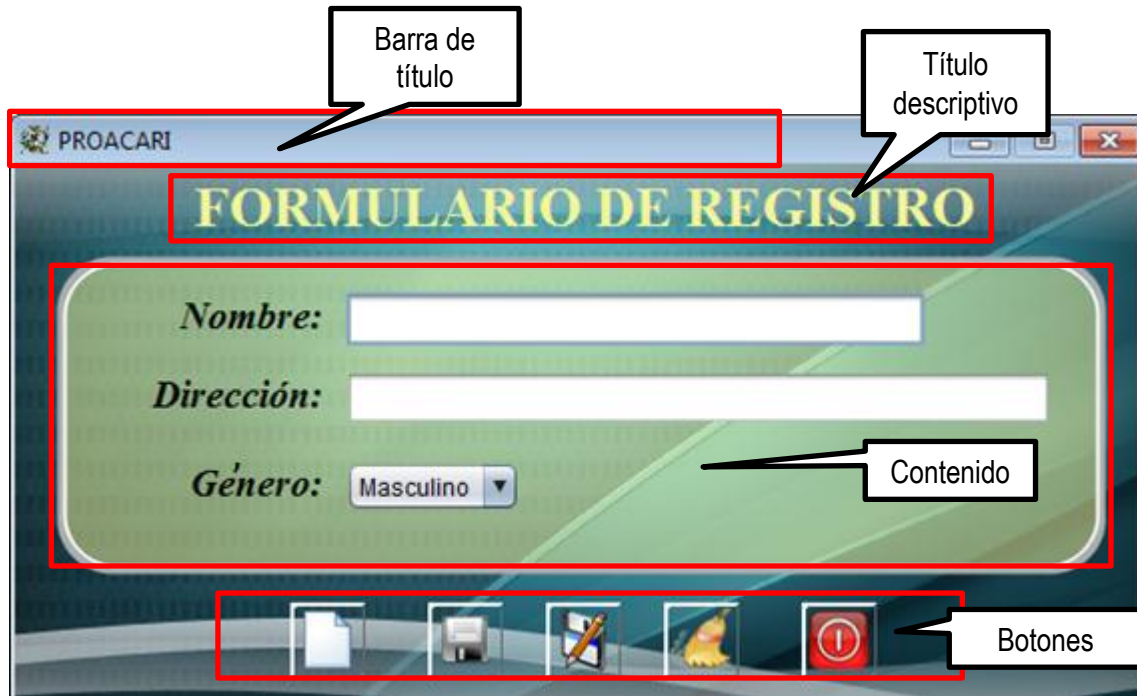 Barra de
título
Título
descriptivo
PROACARI
FORMULARIO DE REGISTRO
Nombre:
Dirección:
Género:
Masculino
Contenido
Botones